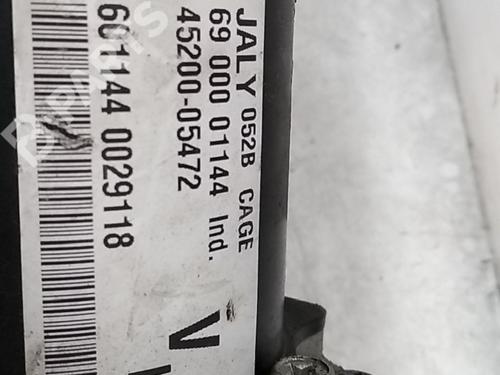 JALY 052B CAGE
69 000 01144 Ind.
45200-05472
V
601144 0029118